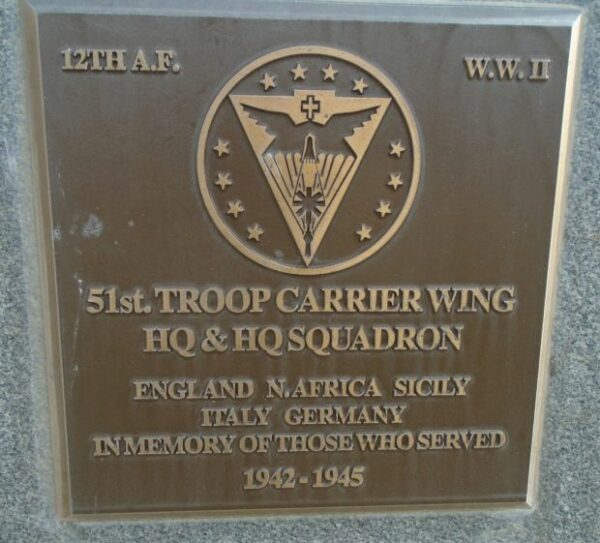 12TH A.F.
W.W. II
51st. TROOP CARRIER WING
HQ & HQ SQUADRON
ENGLAND N.AFRICA SICILY
ITALY GERMANY
IN MEMORY OF THOSE WHO SERVED
1942-1945